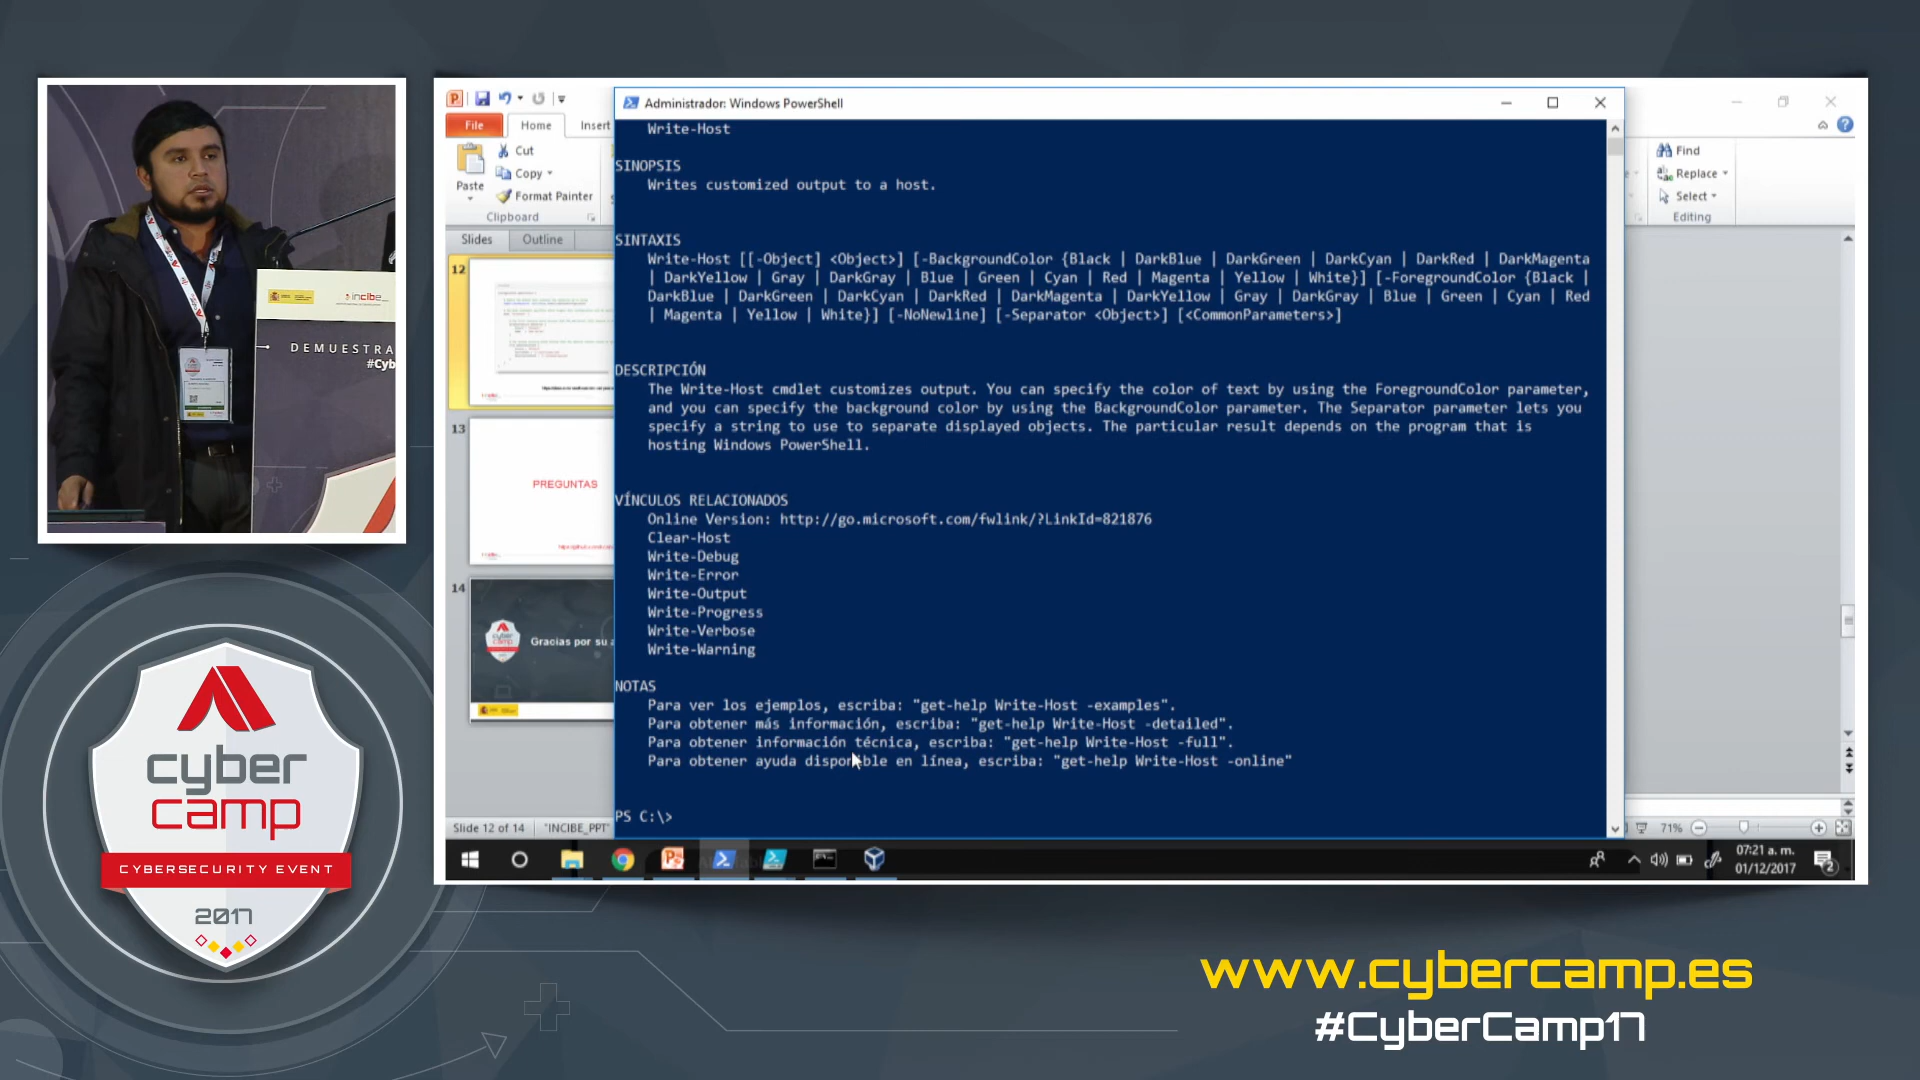 incibe
DEMUESTRA
#Cyb
cyber
camp
CYBERSECURITY EVENT
2017
File
Home
Insert
Paste
Cut
Copy
Format Painter
Clipboard
Slides
Outline
12
13
PREGUNTAS
14
cyber
camp
Gracias por su a
Slide 12 of 14
"INCIBE_PPT"
Administrador: Windows PowerShell
Write-Host
SINOPSIS
Writes customized output to a host.
SINTAXIS
Write-Host [[-Object] <Object>] [-BackgroundColor {Black | DarkBlue | DarkGreen | DarkCyan | DarkRed | DarkMagenta
| DarkYellow | Gray | DarkGray | Blue | Green | Cyan | Red | Magenta | Yellow | White}] [-ForegroundColor {Black |
DarkBlue | DarkGreen | DarkCyan | DarkRed | DarkMagenta | DarkYellow | Gray | DarkGray | Blue | Green | Cyan | Red
| Magenta | Yellow | White}] [-NoNewline] [-Separator <Object>] [<CommonParameters>]
DESCRIPCIÓN
The Write-Host cmdlet customizes output. You can specify the color of text by using the ForegroundColor parameter,
and you can specify the background color by using the BackgroundColor parameter. The Separator parameter lets you
specify a string to use to separate displayed objects. The particular result depends on the program that is
hosting Windows PowerShell.
VÍNCULOS RELACIONADOS
Online Version: http://go.microsoft.com/fwlink/?LinkId=821876
Clear-Host
Write-Debug
Write-Error
Write-Output
Write-Progress
Write-Verbose
Write-Warning
NOTAS
Para ver los ejemplos, escriba: "get-help Write-Host -examples".
Para obtener más información, escriba: "get-help Write-Host -detailed".
Para obtener información técnica, escriba: "get-help Write-Host -full".
Para obtener ayuda disponible en línea, escriba: "get-help Write-Host -online"
PS C:\>
Find
Replace
Select
Editing
71%
07:21 a. m.
01/12/2017
2
www.cybercamp.es
#CyberCamp17